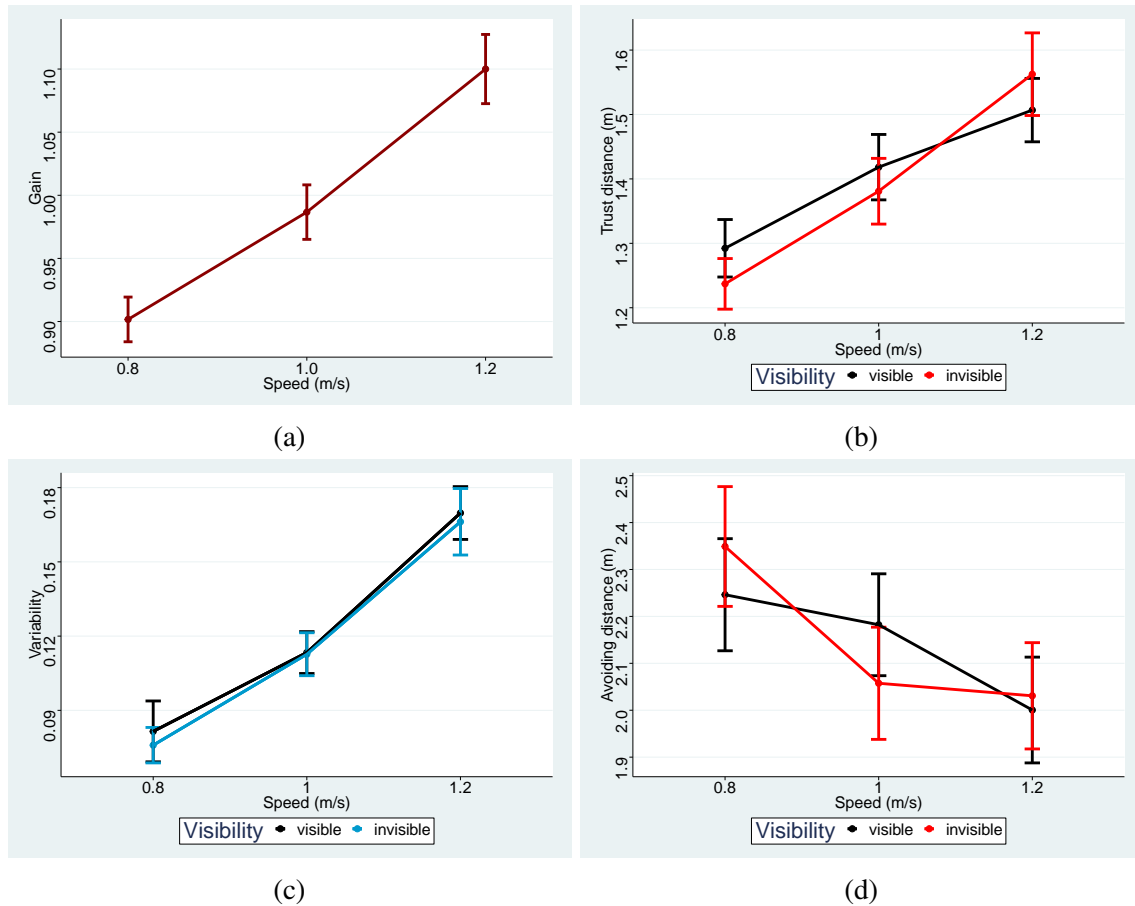 1.10
1.05
1.00
0.95
0.90
Gain
0.8 1.0 1.2
Speed (m/s)
(a)
1.6
1.5
1.4
1.3
1.2
Trust distance (m)
0.8 1 1.2
Speed (m/s)
Visibility visible invisible
(b)
0.18
0.15
0.12
0.09
Variability
0.8 1 1.2
Speed (m/s)
Visibility visible invisible
(c)
2.5
2.4
2.3
2.2
2.1
2.0
1.9
Avoiding distance (m)
0.8 1 1.2
Speed (m/s)
Visibility visible invisible
(d)